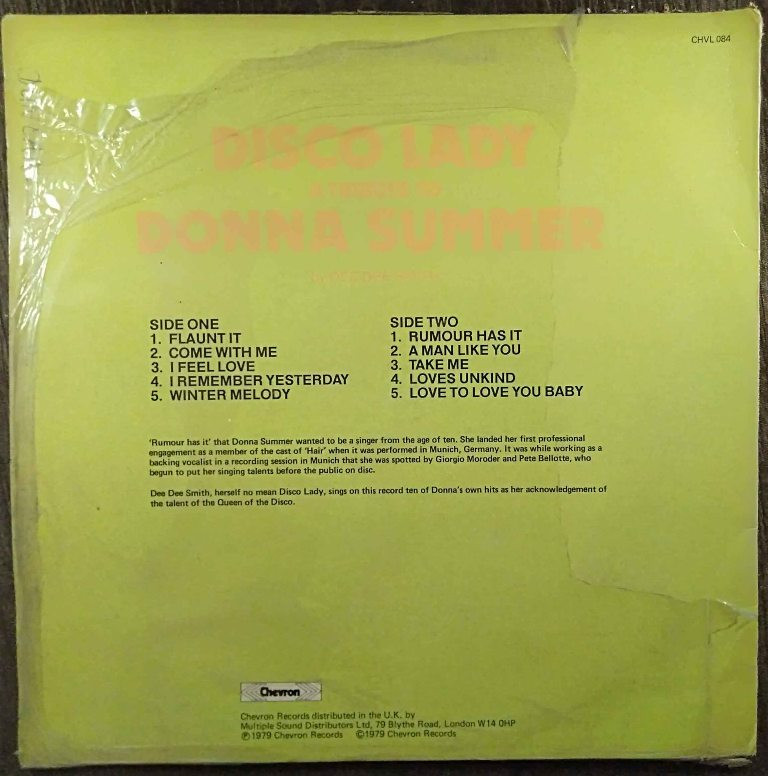 CHVL 084
DISCO LADY
A TRIBUTE TO
DONNA SUMMER
by DEE DEE SMITH
SIDE ONE
1. FLAUNT IT
2. COME WITH ME
3. I FEEL LOVE
4. I REMEMBER YESTERDAY
5. WINTER MELODY
SIDE TWO
1. RUMOUR HAS IT
2. A MAN LIKE YOU
3. TAKE ME
4. LOVES UNKIND
5. LOVE TO LOVE YOU BABY
'Rumour has it' that Donna Summer wanted to be a singer from the age of ten. She landed her first professional
engagement as a member of the cast of 'Hair' when it was performed in Munich, Germany. It was while working as a
backing vocalist in a recording session in Munich that she was spotted by Giorgio Moroder and Pete Bellotte, who
begun to put her singing talents before the public on disc.
Dee Dee Smith, herself no mean Disco Lady, sings on this record ten of Donna's own hits as her acknowledgement of
the talent of the Queen of the Disco.
Chevron
Chevron Records distributed in the U.K. by
Multiple Sound Distributors Ltd, 79 Blythe Road, London W14 0HP
℗1979 Chevron Records ©1979 Chevron Records